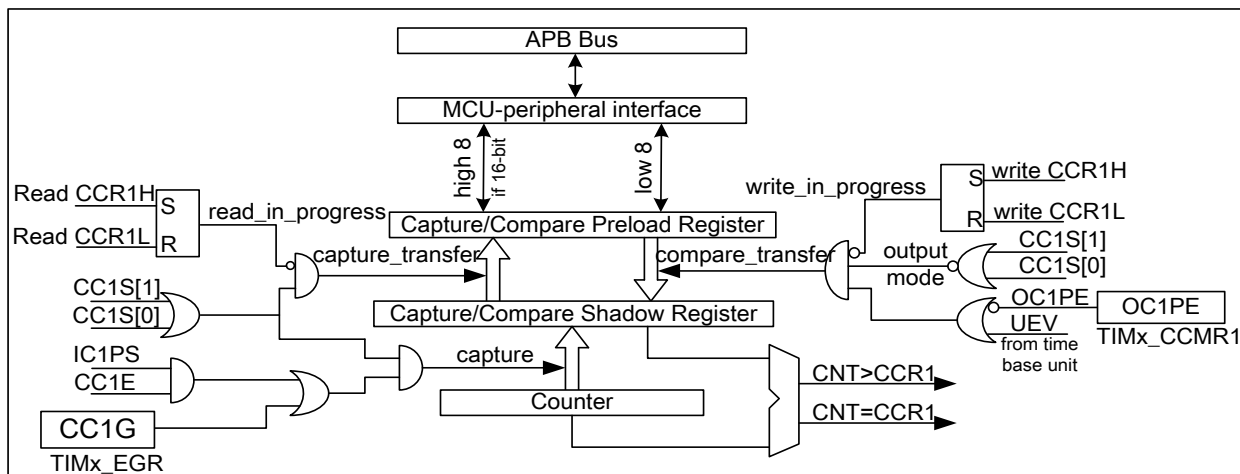 APB Bus
MCU-peripheral interface
high 8
if 16-bit
low 8
Read CCR1H
S
read_in_progress
Read CCR1L
R
write_in_progress
S
write CCR1H
R
write CCR1L
Capture/Compare Preload Register
CC1S[1]
output
mode
CC1S[0]
capture_transfer
compare_transfer
CC1S[1]
CC1S[0]
Capture/Compare Shadow Register
OC1PE
OC1PE
UEV
TIMx_CCMR1
from time
base unit
IC1PS
CC1E
capture
CNT>CCR1
Counter
CNT=CCR1
CC1G
TIMx_EGR